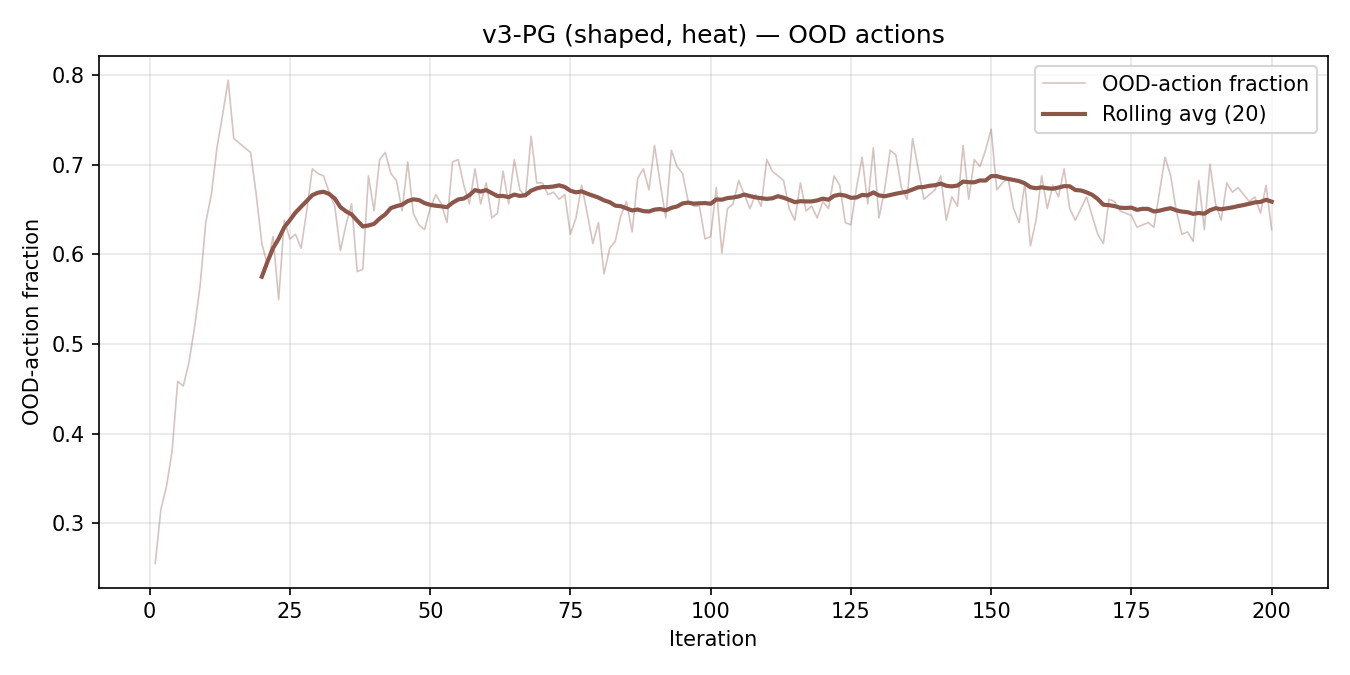 v3-PG (shaped, heat) — OOD actions
OOD-action fraction
Rolling avg (20)
OOD-action fraction
0.8
0.7
0.6
0.5
0.4
0.3
0 25 50 75 100 125 150 175 200
Iteration